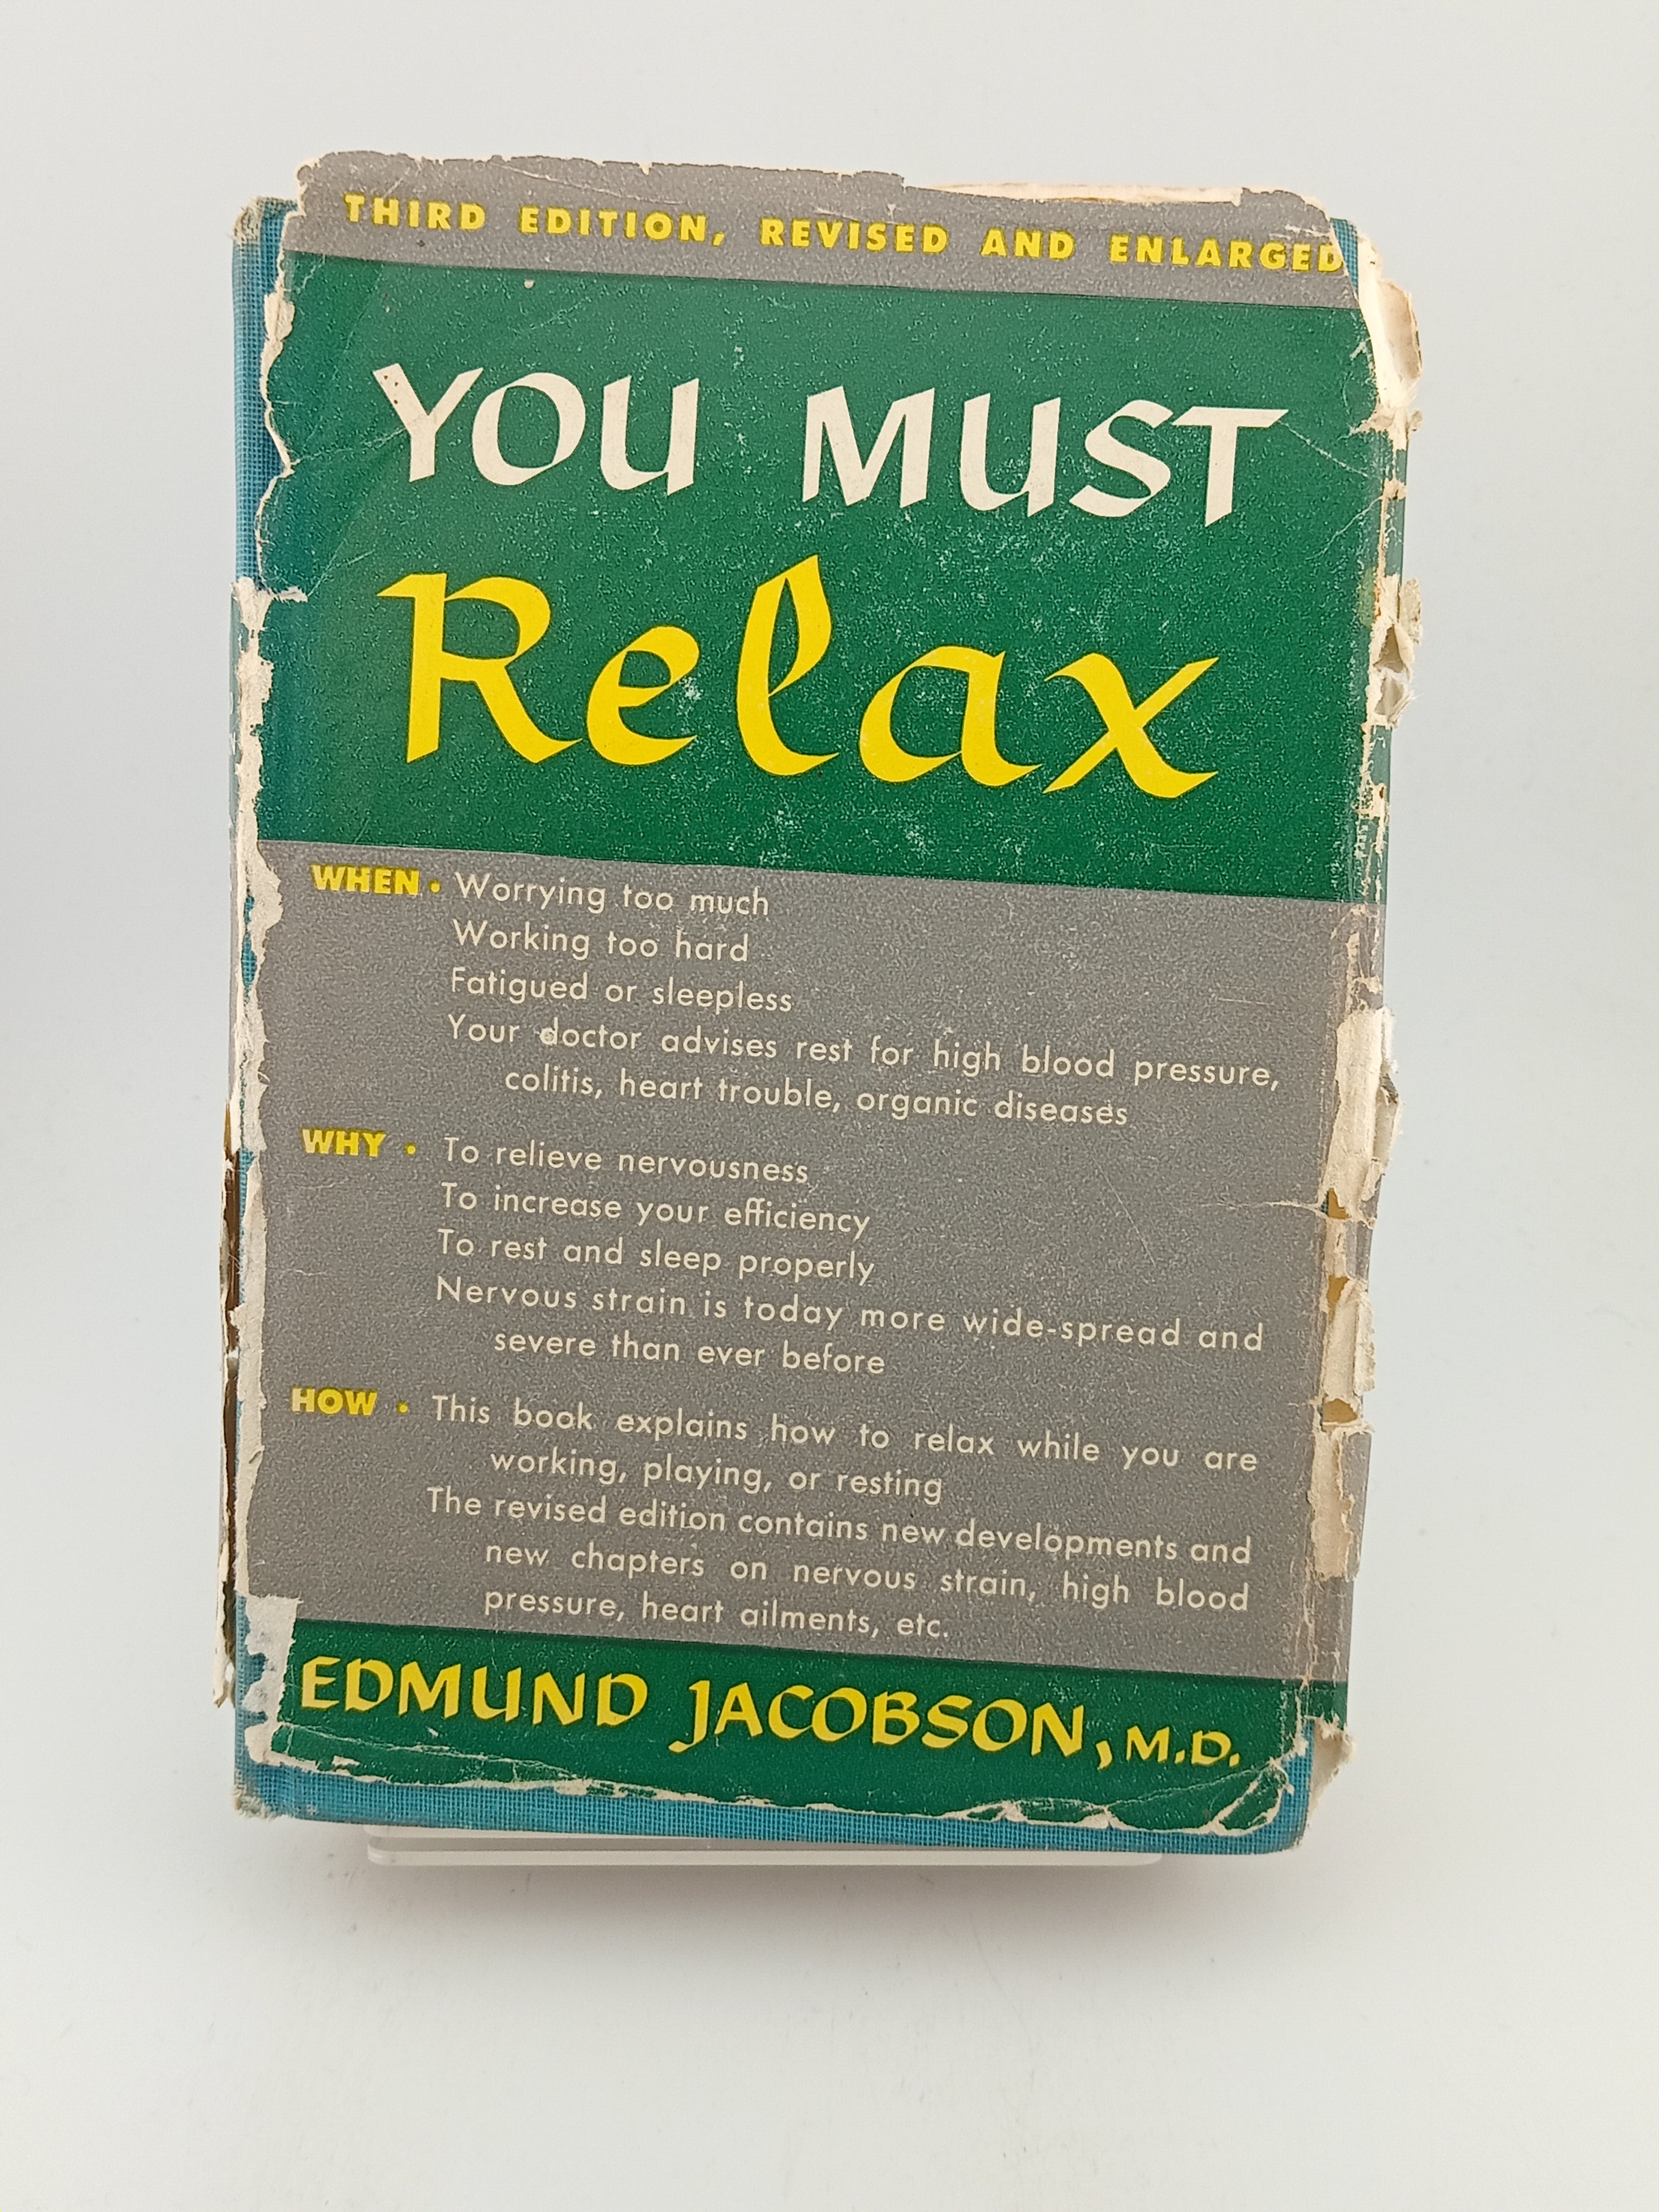 THIRD EDITION, REVISED AND ENLARGED
YOU MUST
Relax
WHEN • Worrying too much
Working too hard
Fatigued or sleepless
Your doctor advises rest for high blood pressure,
colitis, heart trouble, organic diseases
WHY • To relieve nervousness
To increase your efficiency
To rest and sleep properly
Nervous strain is today more wide-spread and
severe than ever before
HOW • This book explains how to relax while you are
working, playing, or resting
The revised edition contains new developments and
new chapters on nervous strain, high blood
pressure, heart ailments, etc.
EDMUND JACOBSON, M.D.